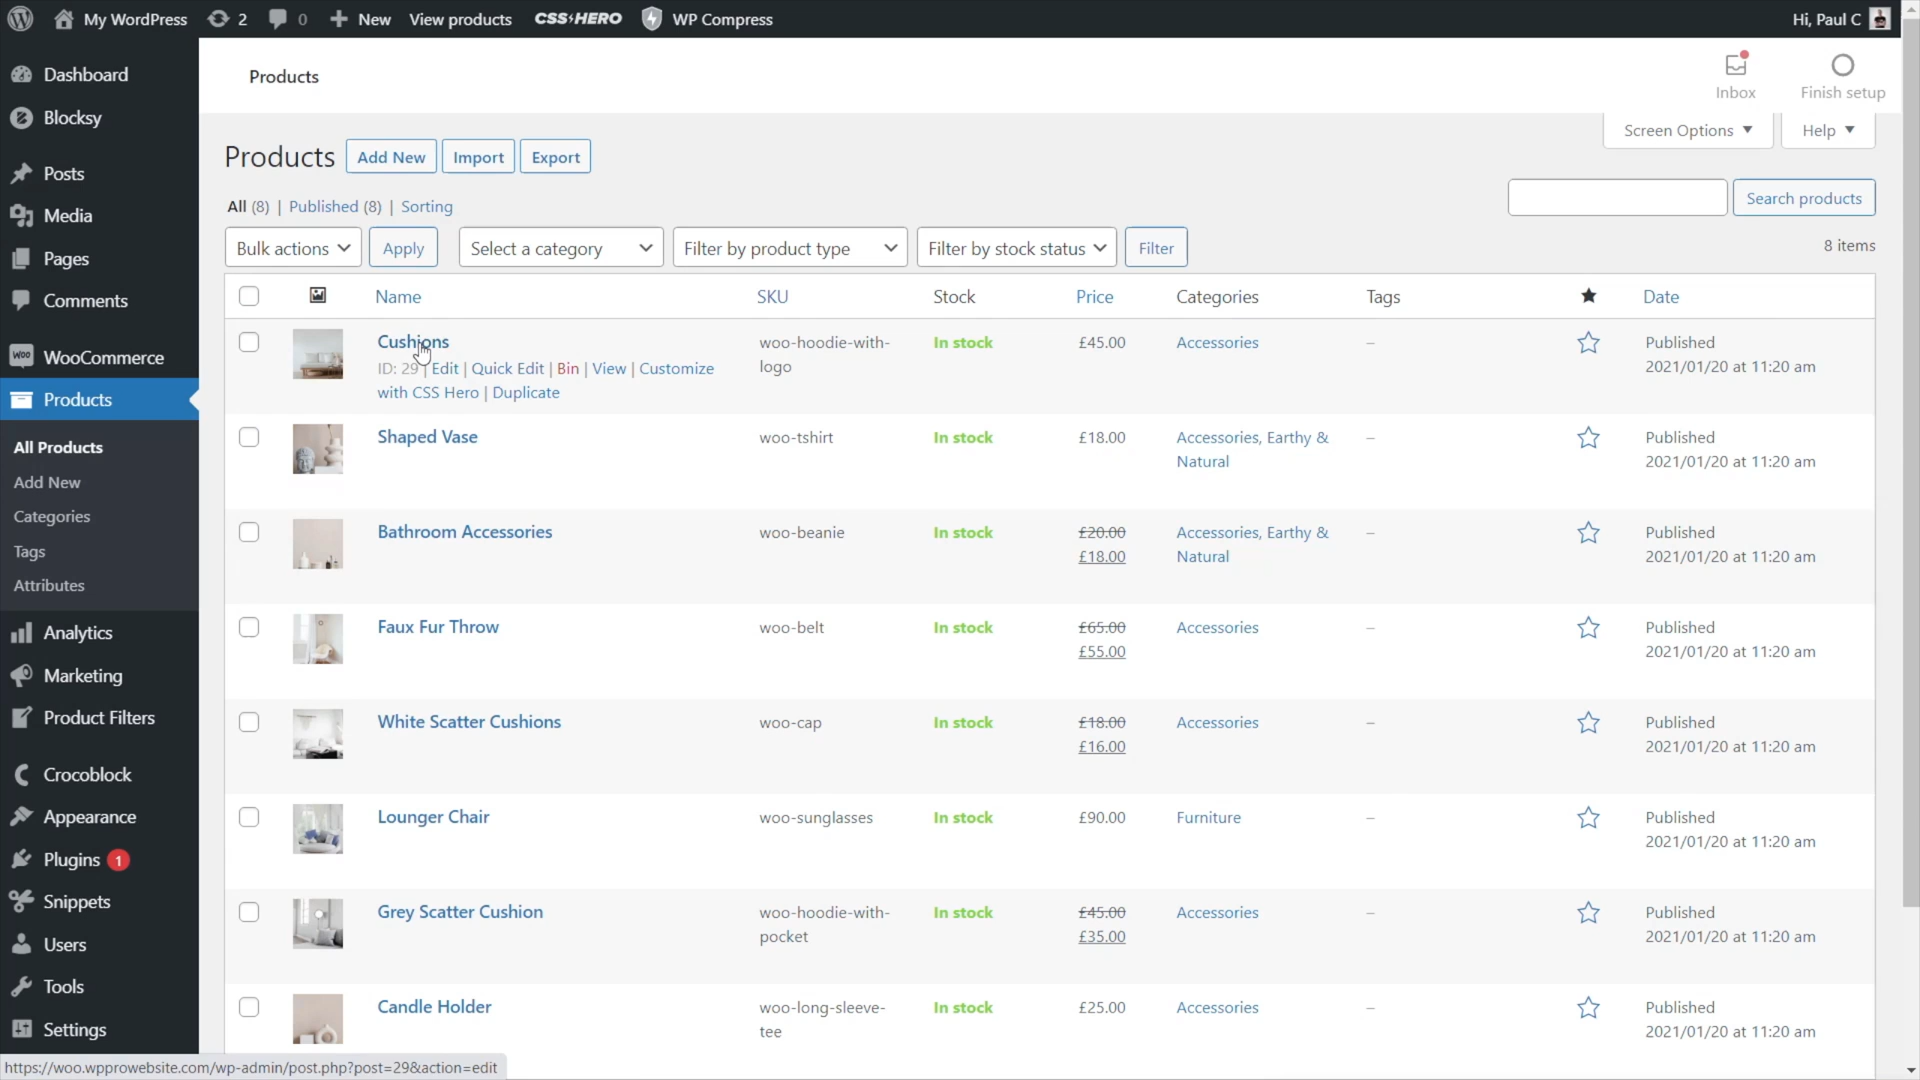 My WordPress 2 0 New View products CSS HERO WP Compress Hi, Paul C
Dashboard
Blocksy
Posts
Media
Pages
Comments
Woo WooCommerce
Products
All Products
Add New
Categories
Tags
Attributes
Analytics
Marketing
Product Filters
Crocoblock
Appearance
Plugins 1
Snippets
Users
Tools
Settings
Products
Inbox
Finish setup
Screen Options ▼
Help ▼
Products Add New Import Export
All (8) | Published (8) | Sorting
Search products
Bulk actions Apply Select a category Filter by product type Filter by stock status Filter
8 items
Name SKU Stock Price Categories Tags Date
Cushions woo-hoodie-with- In stock £45.00 Accessories – Published
logo 2021/01/20 at 11:20 am
ID: 29 | Edit | Quick Edit | Bin | View | Customize
with CSS Hero | Duplicate
Shaped Vase woo-tshirt In stock £18.00 Accessories, Earthy & – Published
Natural 2021/01/20 at 11:20 am
Bathroom Accessories woo-beanie In stock £20.00 Accessories, Earthy & – Published
£18.00 Natural 2021/01/20 at 11:20 am
Faux Fur Throw woo-belt In stock £65.00 Accessories – Published
£55.00 2021/01/20 at 11:20 am
White Scatter Cushions woo-cap In stock £18.00 Accessories – Published
£16.00 2021/01/20 at 11:20 am
Lounger Chair woo-sunglasses In stock £90.00 Furniture – Published
2021/01/20 at 11:20 am
Grey Scatter Cushion woo-hoodie-with- In stock £45.00 Accessories – Published
pocket £35.00 2021/01/20 at 11:20 am
Candle Holder woo-long-sleeve- In stock £25.00 Accessories – Published
tee 2021/01/20 at 11:20 am
https://woo.wpprowebsite.com/wp-admin/post.php?post=29&action=edit